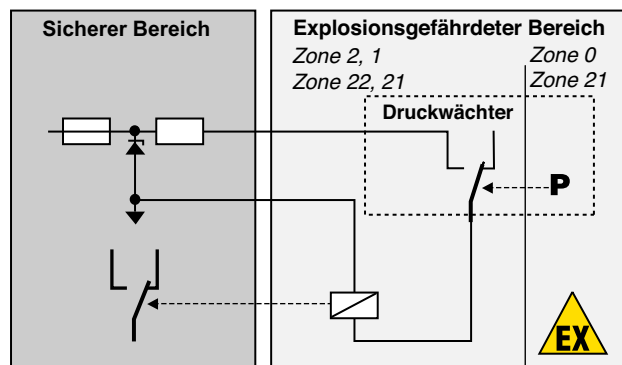 Sicherer Bereich
Explosionsgefährdeter Bereich
Zone 2, 1
Zone 22, 21
Zone 0
Zone 21
Druckwächter
P
EX